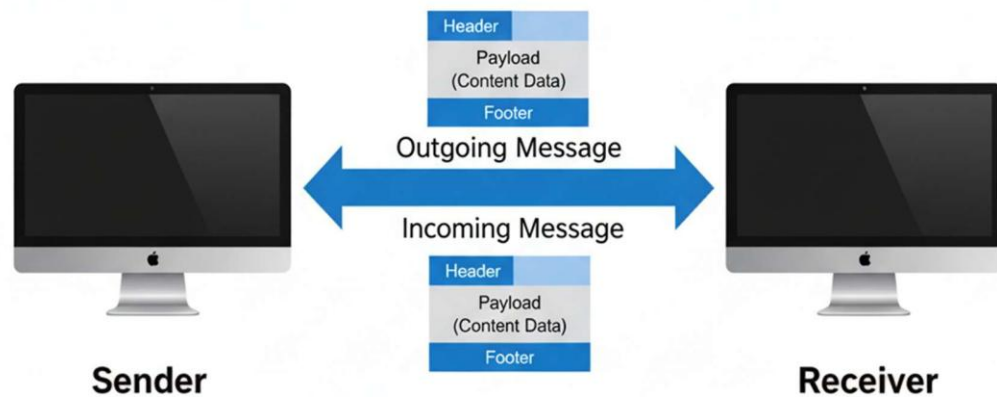 Header
Payload
(Content Data)
Footer
Outgoing Message
Incoming Message
Header
Payload
(Content Data)
Footer
Sender
Receiver